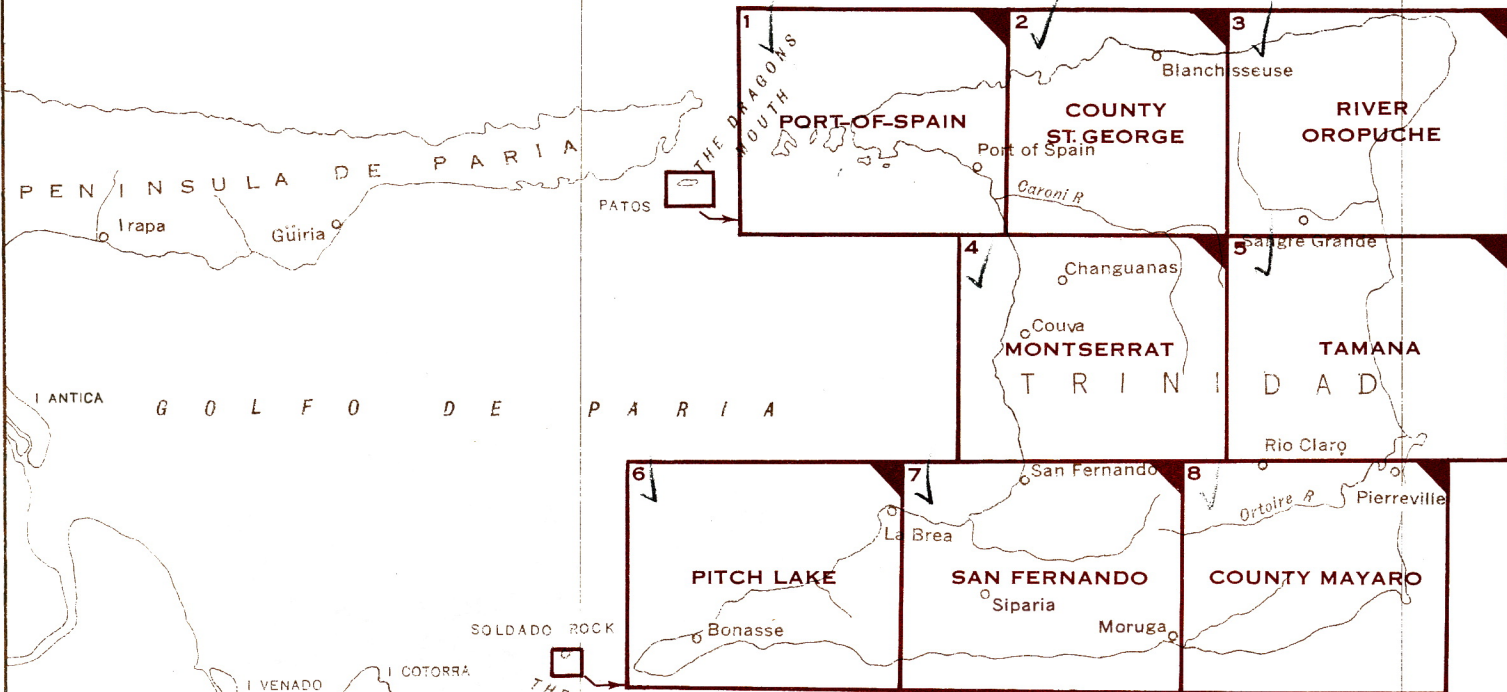 1
2
3
THE DRAGONS
MOUTH
Blanchisseuse
PORT-OF-SPAIN
COUNTY
ST. GEORGE
RIVER
OROPUCHE
Port of Spain
PENINSULA DE PARIA
PATOS
Caroni R
Irapa
Güiria
Sangre Grande
4
5
Changuanas
Couva
MONTSERRAT
TAMANA
TRINIDAD
I ANTICA
GOLFO DE PARIA
Rio Claro
6
7
8
San Fernando
Pierreville
Ortoire R
La Brea
PITCH LAKE
SAN FERNANDO
COUNTY MAYARO
Siparia
SOLDADO ROCK
Bonasse
Moruga
I COTORRA
I VENADO
THE